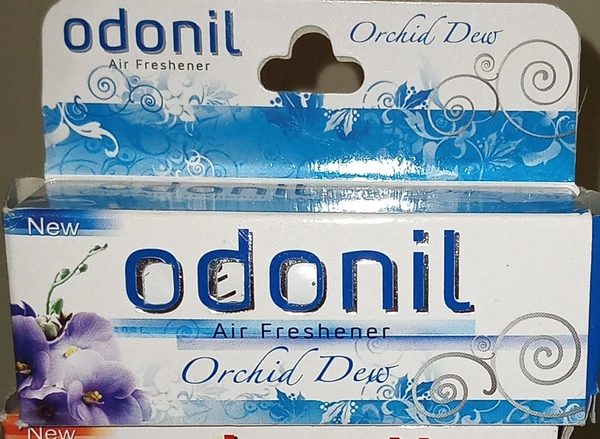 odonil
Air Freshener
Orchid Dew
New
odonil
Air Freshener
Orchid Dew
New